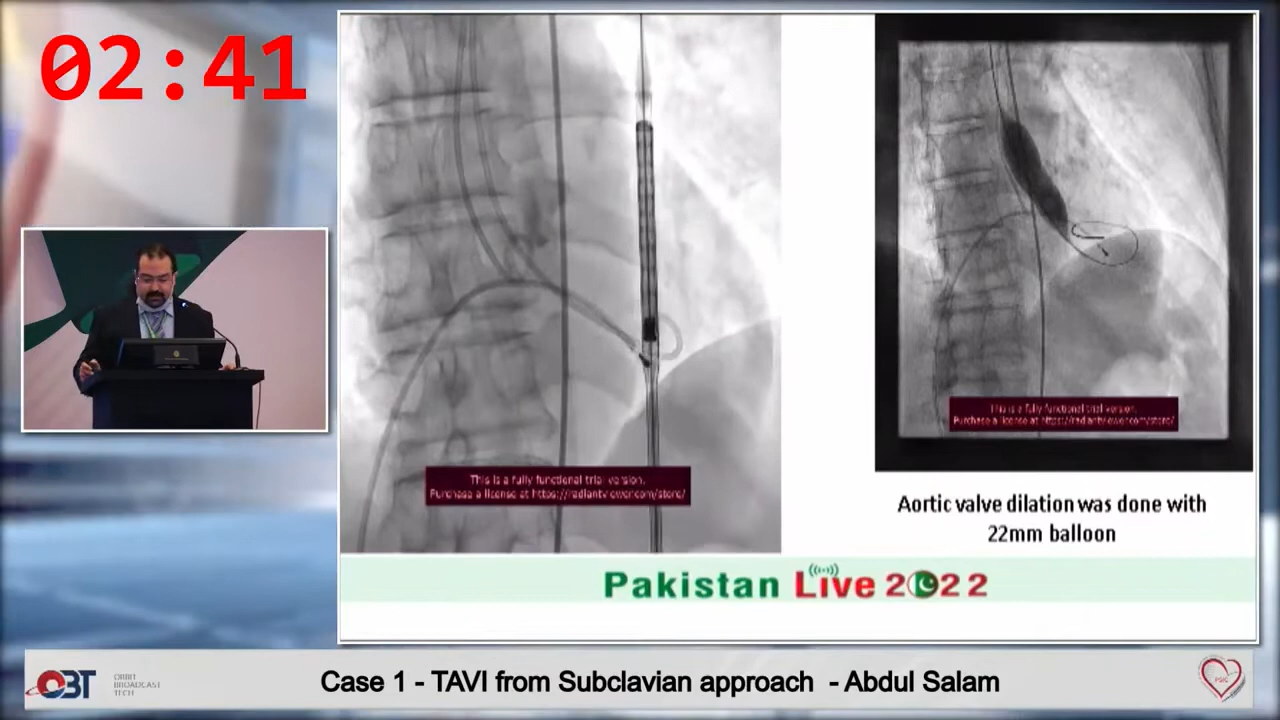 02:41
This is a fully functional trial version.
Purchase a license at https://radiantviewer.com/store/
This is a fully functional trial version.
Purchase a license at https://radiantviewer.com/store/
Aortic valve dilation was done with
22mm balloon
Pakistan Live 2022
OBT
ORBIT
BROADCAST
TECH
Case 1 - TAVI from Subclavian approach - Abdul Salam
PSIC